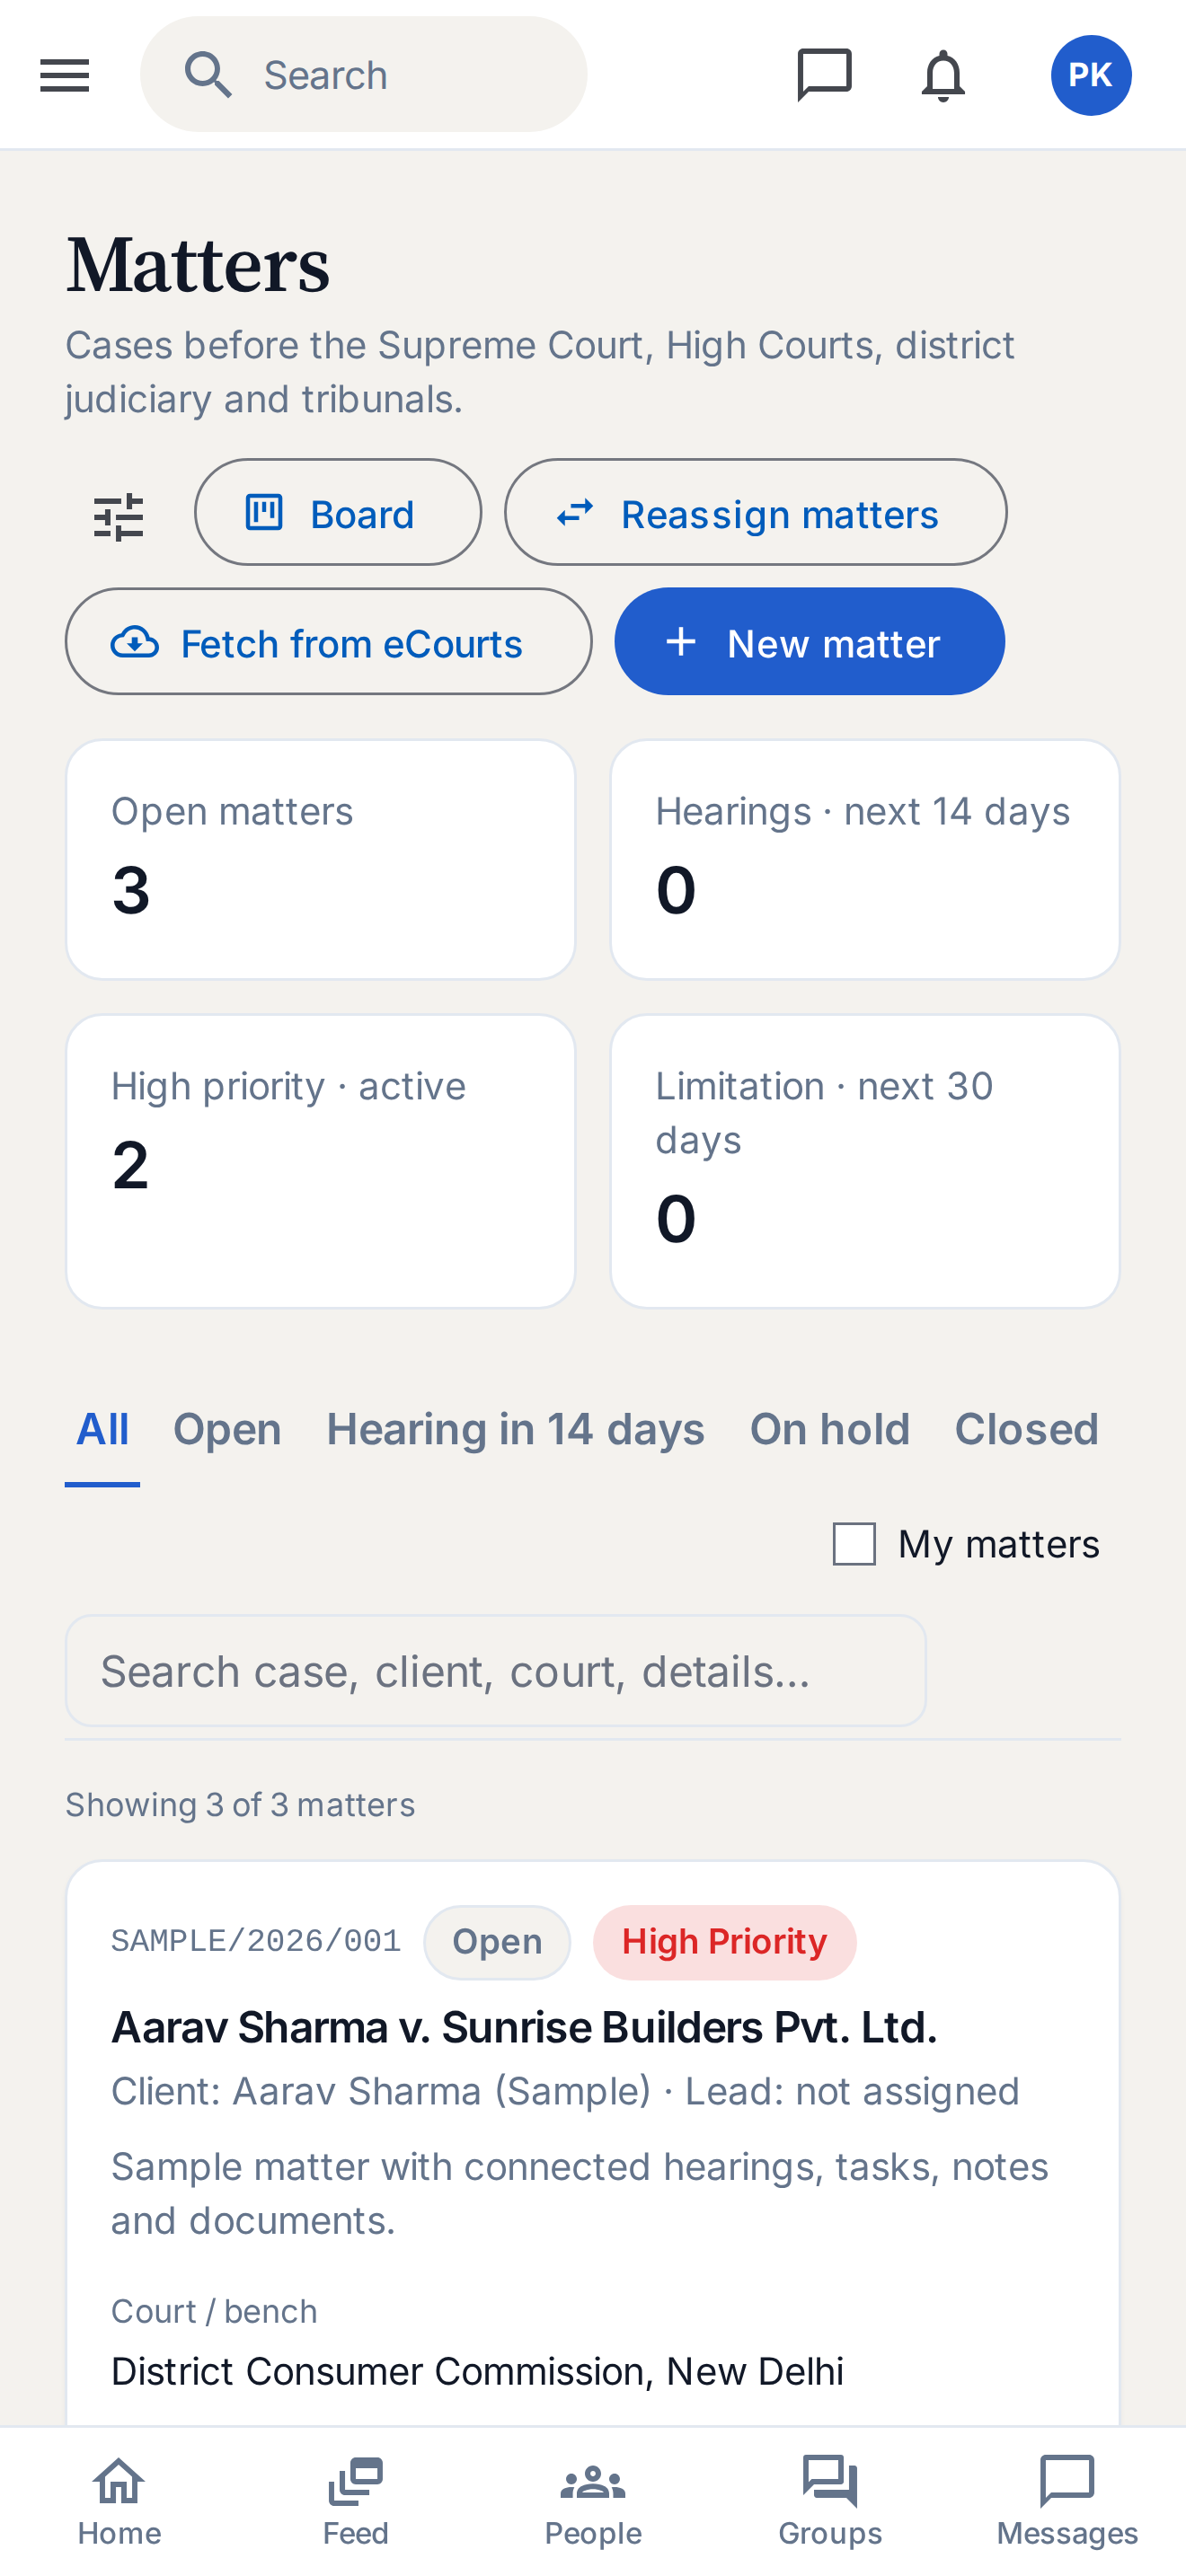 Search
PK
Matters
Cases before the Supreme Court, High Courts, district
judiciary and tribunals.
Board
Reassign matters
Fetch from eCourts
New matter
Open matters
3
Hearings · next 14 days
0
High priority · active
2
Limitation · next 30
days
0
All
Open
Hearing in 14 days
On hold
Closed
My matters
Search case, client, court, details...
Showing 3 of 3 matters
SAMPLE/2026/001
Open
High Priority
Aarav Sharma v. Sunrise Builders Pvt. Ltd.
Client: Aarav Sharma (Sample) · Lead: not assigned
Sample matter with connected hearings, tasks, notes
and documents.
Court / bench
District Consumer Commission, New Delhi
Home
Feed
People
Groups
Messages